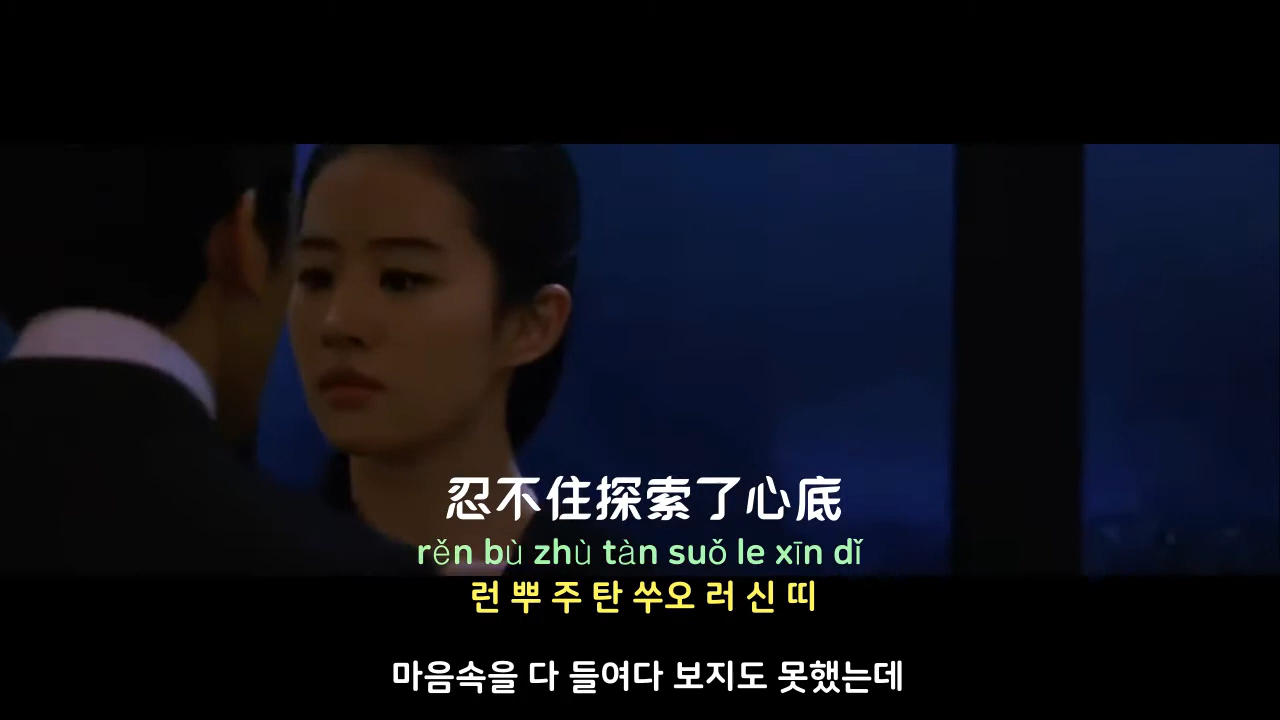 忍不住探索了心底
rěn bù zhù tàn suǒ le xīn dǐ
런 뿌 주 탄 쑤오 러 신 띠
마음속을 다 들여다 보지도 못했는데